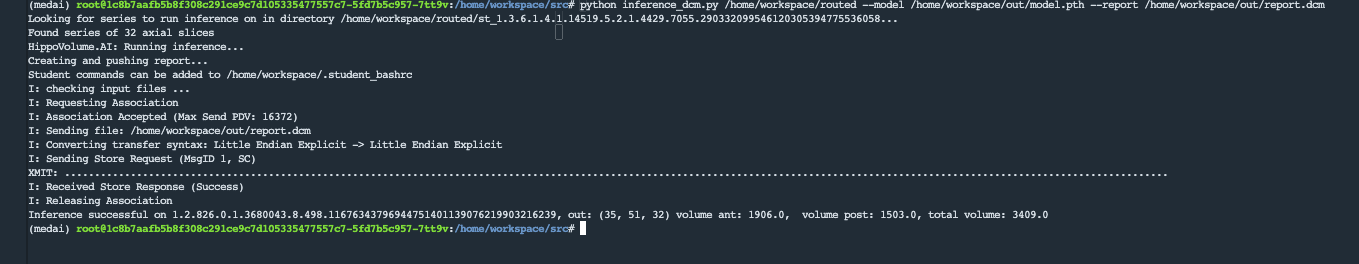 (medai) root@1c8b7aafb5b8f308c291ce9c7d105335477557c7-5fd7b5c957-7tt9v:/home/workspace/src# python inference_dcm.py /home/workspace/routed --model /home/workspace/out/model.pth --report /home/workspace/out/report.dcm
Looking for series to run inference on in directory /home/workspace/routed/st_1.3.6.1.4.1.14519.5.2.1.4429.7055.290332099546120305394775536058...
Found series of 32 axial slices
HippoVolume.AI: Running inference...
Creating and pushing report...
Student commands can be added to /home/workspace/.student_bashrc
I: checking input files ...
I: Requesting Association
I: Association Accepted (Max Send PDV: 16372)
I: Sending file: /home/workspace/out/report.dcm
I: Converting transfer syntax: Little Endian Explicit -> Little Endian Explicit
I: Sending Store Request (MsgID 1, SC)
XMIT: ........................................................................................................................................................................................
I: Received Store Response (Success)
I: Releasing Association
Inference successful on 1.2.826.0.1.3680043.8.498.11676343796944751401139076219903216239, out: (35, 51, 32) volume ant: 1906.0,  volume post: 1503.0, total volume: 3409.0
(medai) root@1c8b7aafb5b8f308c291ce9c7d105335477557c7-5fd7b5c957-7tt9v:/home/workspace/src#